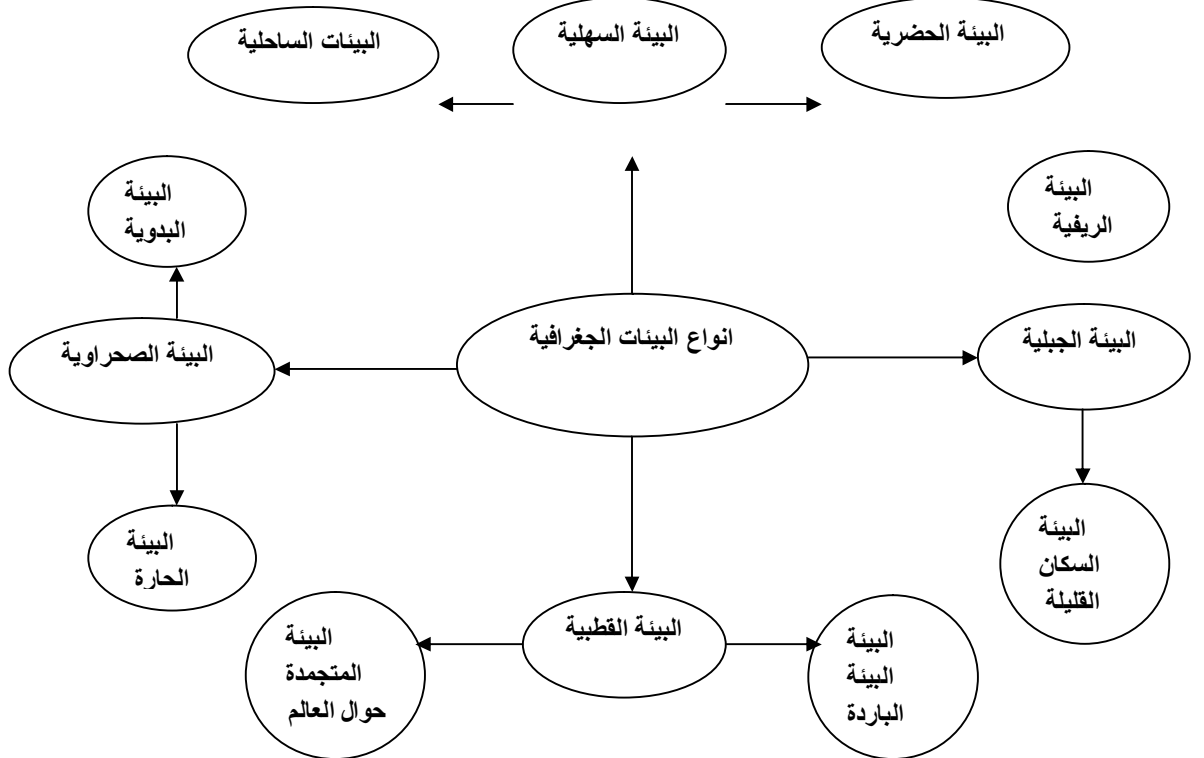 البيئة الحضرية
البيئة السهلية
البيئات الساحلية
البيئة
الريفية
البيئة
البدوية
انواع البيئات الجغرافية
البيئة الجبلية
البيئة الصحراوية
البيئة
السكان
القليلة
البيئة
الحارة
البيئة القطبية
البيئة
البيئة
الباردة
البيئة
المتجمدة
حوال العالم